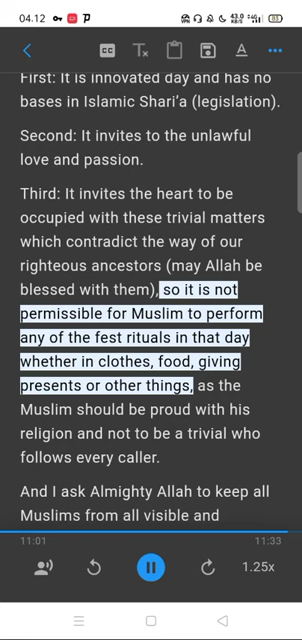 04.12
43.0 KB/S
First: It is innovated day and has no
bases in Islamic Shari’a (legislation).
Second: It invites to the unlawful
love and passion.
Third: It invites the heart to be
occupied with these trivial matters
which contradict the way of our
righteous ancestors (may Allah be
blessed with them), so it is not
permissible for Muslim to perform
any of the fest rituals in that day
whether in clothes, food, giving
presents or other things, as the
Muslim should be proud with his
religion and not to be a trivial who
follows every caller.
And I ask Almighty Allah to keep all
Muslims from all visible and
11:01 11:33
1.25x